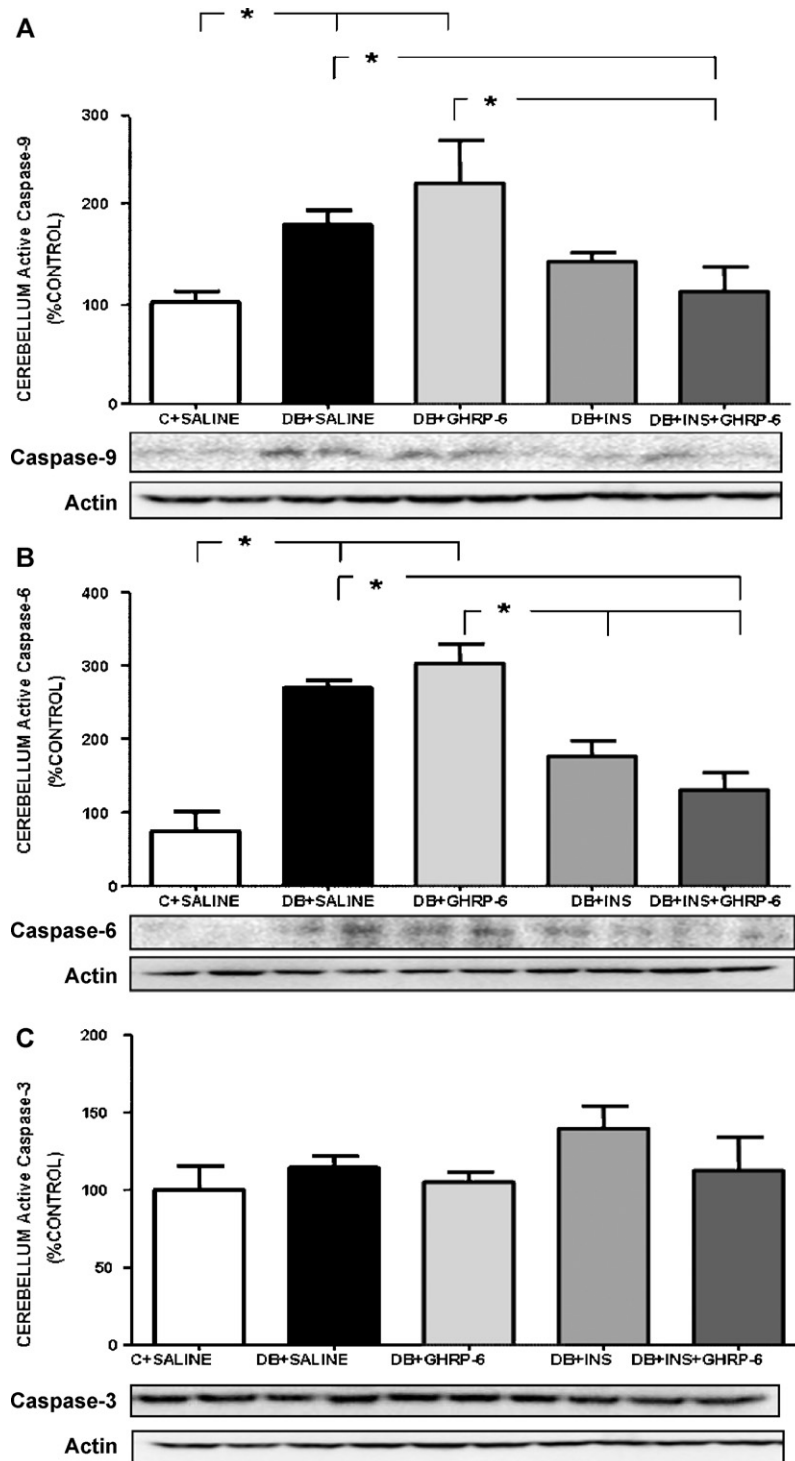 A
*
*
*
300
200
100
0
CEREBELLUM Active Caspase-9
(%CONTROL)
C+SALINE DB+SALINE DB+GHRP-6 DB+INS DB+INS+GHRP-6
Caspase-9
Actin
B
*
*
*
400
300
200
100
0
CEREBELLUM Active Caspase-6
(%CONTROL)
C+SALINE DB+SALINE DB+GHRP-6 DB+INS DB+INS+GHRP-6
Caspase-6
Actin
C
200
150
100
50
0
CEREBELLUM Active Caspase-3
(%CONTROL)
C+SALINE DB+SALINE DB+GHRP-6 DB+INS DB+INS+GHRP-6
Caspase-3
Actin